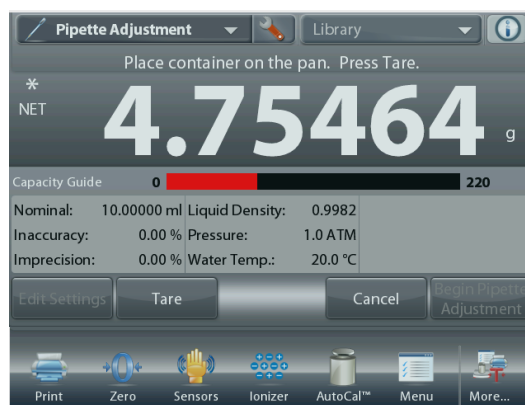 Pipette Adjustment Library
Place container on the pan. Press Tare.
*
NET 4.75464 g
Capacity Guide 0 220
Nominal: 10.00000 ml Liquid Density: 0.9982
Inaccuracy: 0.00 % Pressure: 1.0 ATM
Imprecision: 0.00 % Water Temp.: 20.0 °C
Edit Settings Tare Cancel Begin Pipette
Adjustment
Print Zero Sensors Ionizer AutoCal™ Menu More...